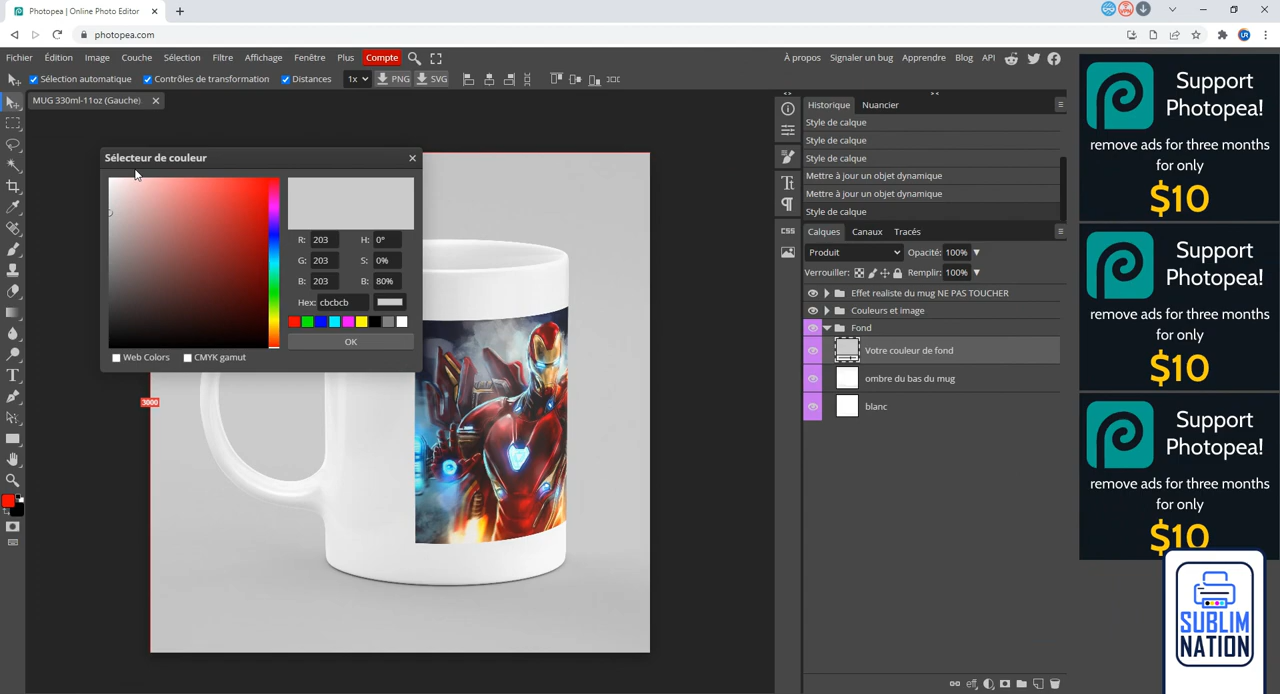 Photopea | Online Photo Editor
photopea.com
Fichier Édition Image Couche Sélection Filtre Affichage Fenêtre Plus Compte
À propos Signaler un bug Apprendre Blog API
Sélection automatique Contrôles de transformation Distances 1x PNG SVG
MUG 330ml-11oz (Gauche)
Sélecteur de couleur
R: 203 H: 0°
G: 203 S: 0%
B: 203 B: 80%
Hex: cbcbcb
OK
Web Colors CMYK gamut
3000
Historique Nuancier
Style de calque
Style de calque
Style de calque
Mettre à jour un objet dynamique
Mettre à jour un objet dynamique
Style de calque
CSS
Calques Canaux Tracés
Produit Opacité: 100%
Verrouiller: Remplir: 100%
Effet realiste du mug NE PAS TOUCHER
Couleurs et image
Fond
Votre couleur de fond
ombre du bas du mug
blanc
eff
Support
Photopea!
remove ads for three months
for only
$10
Support
Photopea!
remove ads for three months
for only
$10
Support
Photopea!
remove ads for three months
for only
$10
SUBLIM
NATION